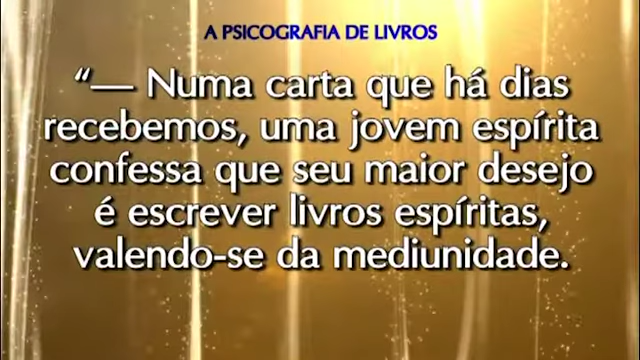 A PSICOGRAFIA DE LIVROS
“— Numa carta que há dias
recebemos, uma jovem espírita
confessa que seu maior desejo
é escrever livros espíritas,
valendo-se da mediunidade.